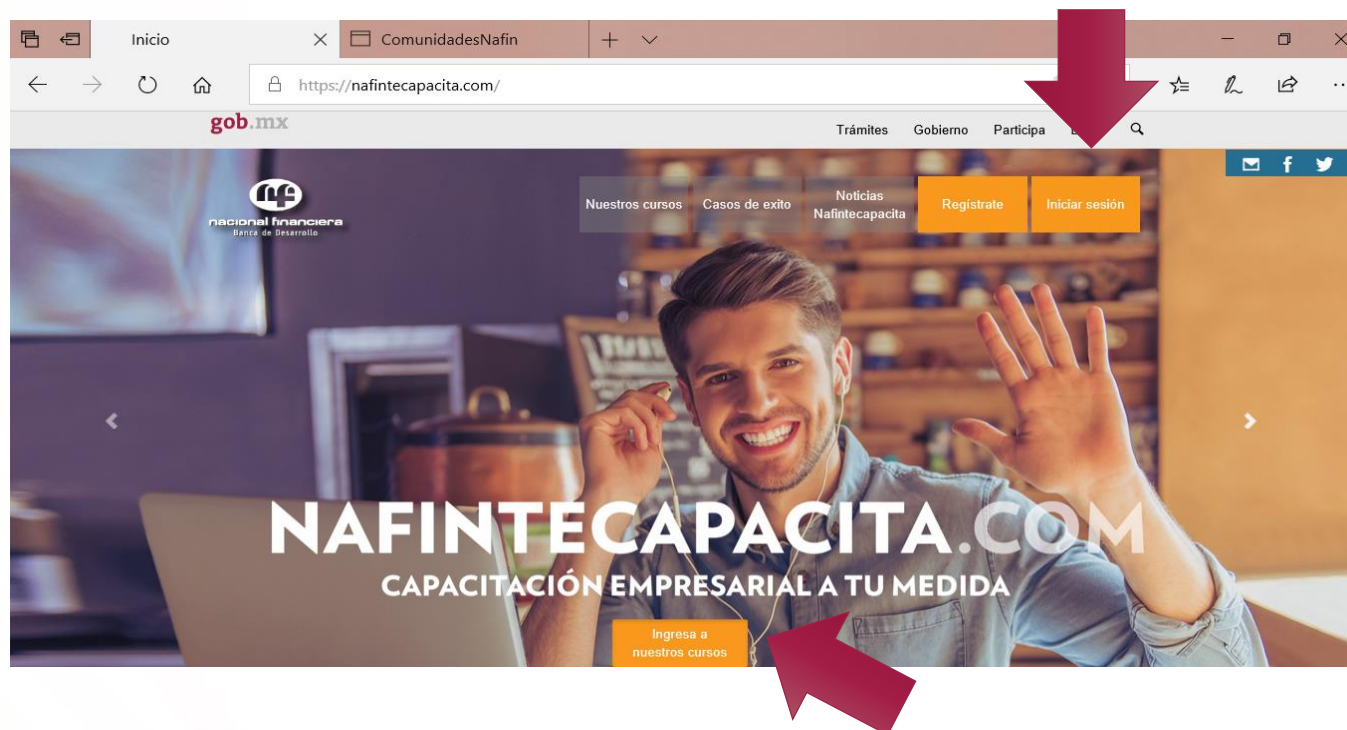 Inicio
ComunidadesNafin
https://nafintecapacita.com/
gob.mx
Trámites Gobierno Participa
nacional financiera
Banca de Desarrollo
Nuestros cursos
Casos de exito
Noticias
Nafintecapacita
Regístrate
Iniciar sesión
NAFINTECAPACITA.COM
CAPACITACIÓN EMPRESARIAL A TU MEDIDA
Ingresa a
nuestros cursos